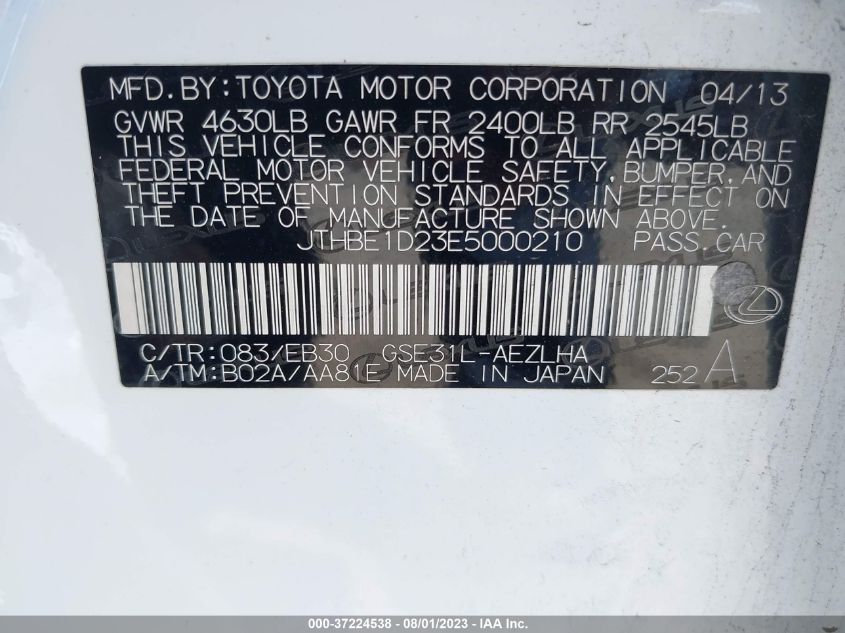 MFD.BY:TOYOTA MOTOR CORPORATION 04/13
GVWR 4630LB GAWR FR 2400LB RR 2545LB
THIS VEHICLE CONFORMS TO ALL APPLICABLE
FEDERAL MOTOR VEHICLE SAFETY,BUMPER,AND
THEFT PREVENTION STANDARDS IN EFFECT ON
THE DATE OF MANUFACTURE SHOWN ABOVE.
JTHBE1D23E5000210 PASS.CAR
C/TR:083/EB30 GSE31L-AEZLHA
A/TM:B02A/AA81E MADE IN JAPAN 252 A
LEXUS
000-37224538 - 08/01/2023 - IAA Inc.